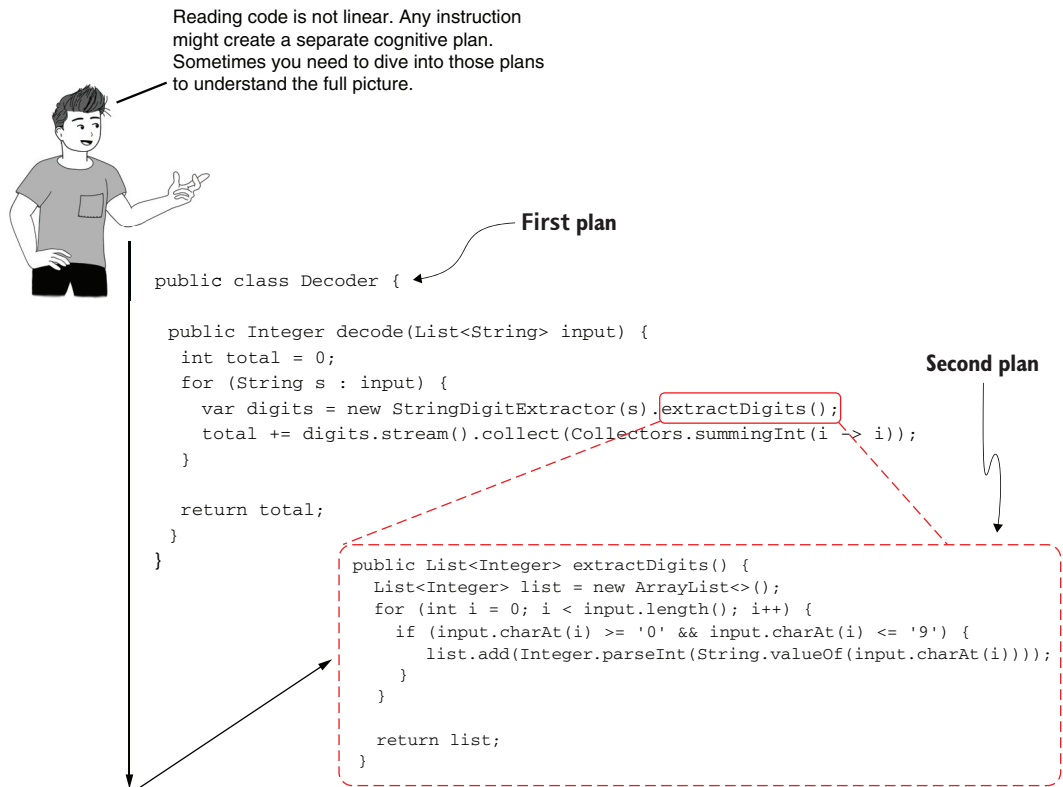 Reading code is not linear. Any instruction
might create a separate cognitive plan.
Sometimes you need to dive into those plans
to understand the full picture.
First plan
public class Decoder {
public Integer decode(List<String> input) {
int total = 0;
for (String s : input) {
var digits = new StringDigitExtractor(s).extractDigits();
total += digits.stream().collect(Collectors.summingInt(i -> i));
}
return total;
}
}
Second plan
public List<Integer> extractDigits() {
List<Integer> list = new ArrayList<>();
for (int i = 0; i < input.length(); i++) {
if (input.charAt(i) >= '0' && input.charAt(i) <= '9') {
list.add(Integer.parseInt(String.valueOf(input.charAt(i))));
}
}
return list;
}